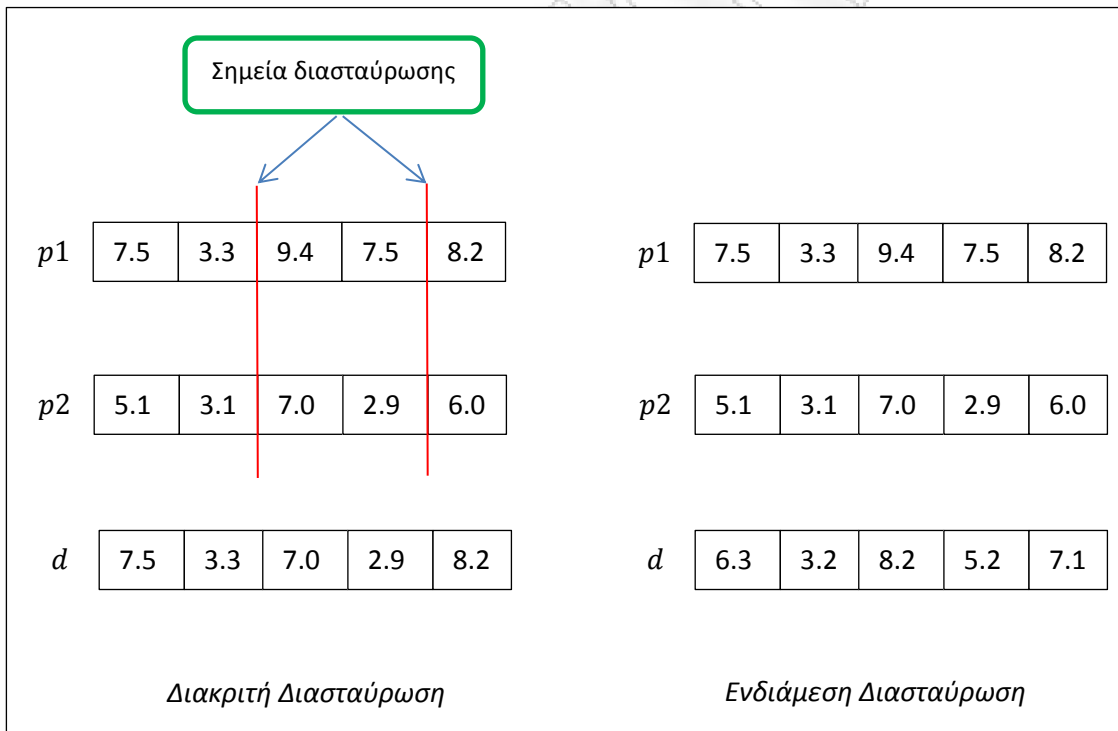 Σημεία διασταύρωσης
p1 7.5 3.3 9.4 7.5 8.2
p2 5.1 3.1 7.0 2.9 6.0
d 7.5 3.3 7.0 2.9 8.2
Διακριτή Διασταύρωση
p1 7.5 3.3 9.4 7.5 8.2
p2 5.1 3.1 7.0 2.9 6.0
d 6.3 3.2 8.2 5.2 7.1
Ενδιάμεση Διασταύρωση